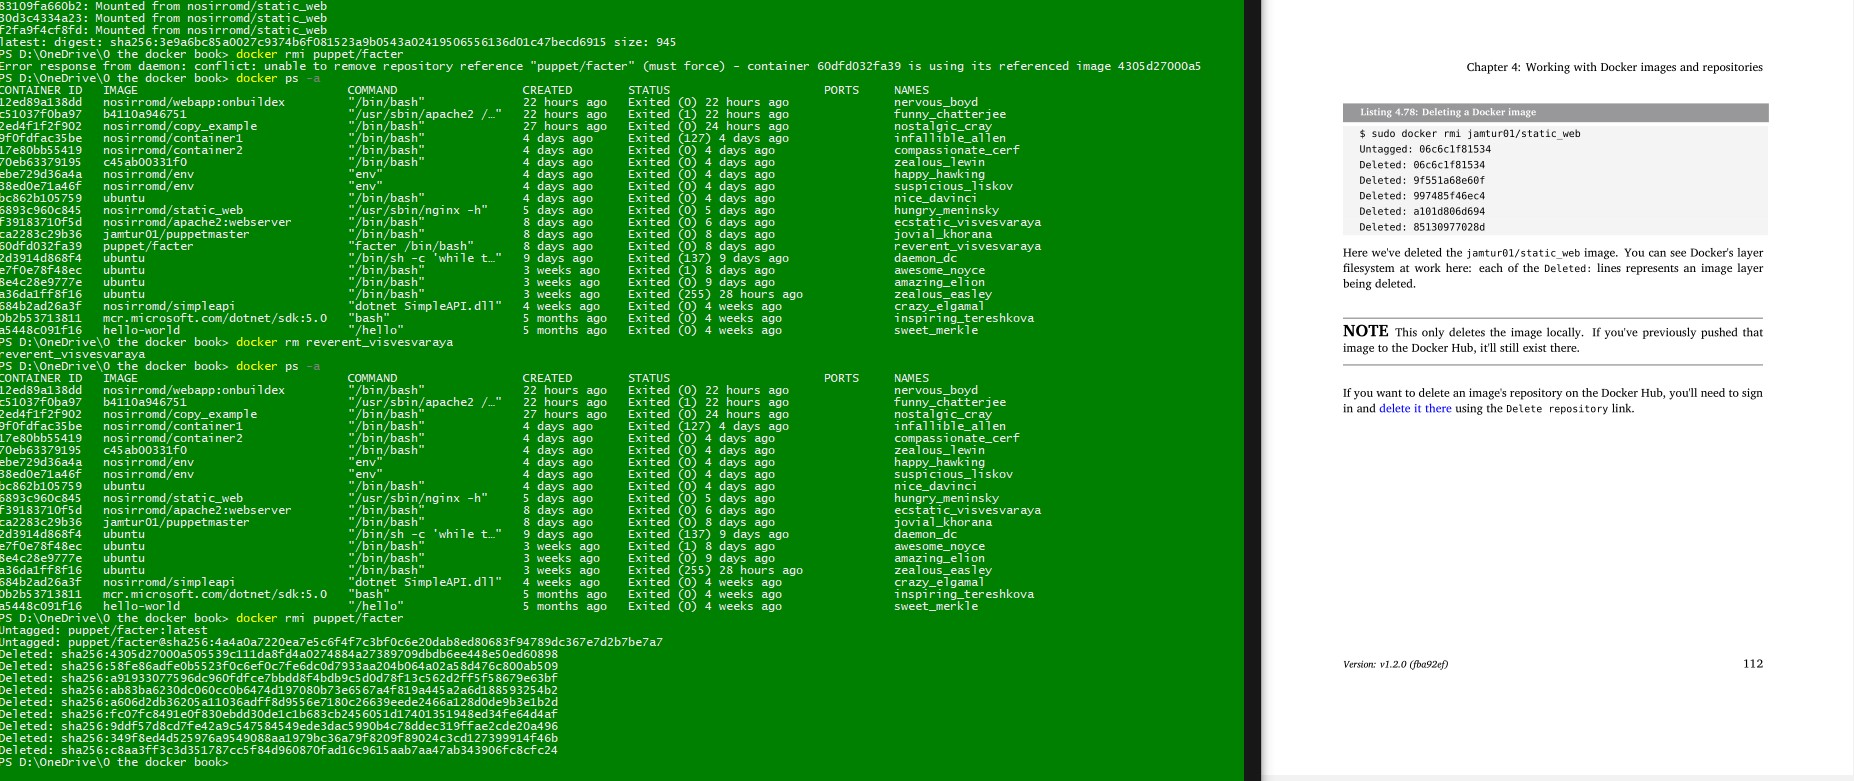 83109fa660b2: Mounted from nosirromd/static_web
30d3c4334a23: Mounted from nosirromd/static_web
f2fa9f4cf8fd: Mounted from nosirromd/static_web
latest: digest: sha256:3e9a6bc85a0027c9374b6f081523a9b0543a02419506556136d01c47becd6915 size: 945
PS D:\OneDrive\0 the docker book> docker rmi puppet/facter
Error response from daemon: conflict: unable to remove repository reference "puppet/facter" (must force) - container 60dfd032fa39 is using its referenced image 4305d27000a5
PS D:\OneDrive\0 the docker book> docker ps -a
CONTAINER ID IMAGE COMMAND CREATED STATUS PORTS NAMES
12ed89a138dd nosirromd/webapp:onbuildex "/bin/bash" 22 hours ago Exited (0) 22 hours ago nervous_boyd
c51037f0ba97 b4110a946751 "/usr/sbin/apache2 /…" 22 hours ago Exited (1) 22 hours ago funny_chatterjee
2ed4f1f2f902 nosirromd/copy_example "/bin/bash" 27 hours ago Exited (0) 24 hours ago nostalgic_cray
9f0fdfac35be nosirromd/container1 "/bin/bash" 4 days ago Exited (127) 4 days ago infallible_allen
17e80bb55419 nosirromd/container2 "/bin/bash" 4 days ago Exited (0) 4 days ago compassionate_cerf
70eb63379195 c45ab00331f0 "/bin/bash" 4 days ago Exited (0) 4 days ago zealous_lewin
ebe729d36a4a nosirromd/env "env" 4 days ago Exited (0) 4 days ago happy_hawking
38ed0e71a46f nosirromd/env "env" 4 days ago Exited (0) 4 days ago suspicious_liskov
bc862b105759 ubuntu "/bin/bash" 4 days ago Exited (0) 4 days ago nice_davinci
6893c960c845 nosirromd/static_web "/usr/sbin/nginx -h" 5 days ago Exited (0) 5 days ago hungry_meninsky
f39183710f5d nosirromd/apache2:webserver "/bin/bash" 8 days ago Exited (0) 6 days ago ecstatic_visvesvaraya
ca2283c29b36 jamtur01/puppetmaster "/bin/bash" 8 days ago Exited (0) 8 days ago jovial_khorana
60dfd032fa39 puppet/facter "facter /bin/bash" 8 days ago Exited (0) 8 days ago reverent_visvesvaraya
2d3914d868f4 ubuntu "/bin/sh -c 'while t…" 9 days ago Exited (137) 9 days ago daemon_dc
e7f0e78f48ec ubuntu "/bin/bash" 3 weeks ago Exited (1) 8 days ago awesome_noyce
8e4c28e9777e ubuntu "/bin/bash" 3 weeks ago Exited (0) 9 days ago amazing_elion
a36da1ff8f16 ubuntu "/bin/bash" 3 weeks ago Exited (255) 28 hours ago zealous_easley
684b2ad26a3f nosirromd/simpleapi "dotnet SimpleAPI.dll" 4 weeks ago Exited (0) 4 weeks ago crazy_elgamal
0b2b53713811 mcr.microsoft.com/dotnet/sdk:5.0 "bash" 5 months ago Exited (0) 4 weeks ago inspiring_tereshkova
a5448c091f16 hello-world "/hello" 5 months ago Exited (0) 4 weeks ago sweet_merkle
PS D:\OneDrive\0 the docker book> docker rm reverent_visvesvaraya
reverent_visvesvaraya
PS D:\OneDrive\0 the docker book> docker ps -a
CONTAINER ID IMAGE COMMAND CREATED STATUS PORTS NAMES
12ed89a138dd nosirromd/webapp:onbuildex "/bin/bash" 22 hours ago Exited (0) 22 hours ago nervous_boyd
c51037f0ba97 b4110a946751 "/usr/sbin/apache2 /…" 22 hours ago Exited (1) 22 hours ago funny_chatterjee
2ed4f1f2f902 nosirromd/copy_example "/bin/bash" 27 hours ago Exited (0) 24 hours ago nostalgic_cray
9f0fdfac35be nosirromd/container1 "/bin/bash" 4 days ago Exited (127) 4 days ago infallible_allen
17e80bb55419 nosirromd/container2 "/bin/bash" 4 days ago Exited (0) 4 days ago compassionate_cerf
70eb63379195 c45ab00331f0 "/bin/bash" 4 days ago Exited (0) 4 days ago zealous_lewin
ebe729d36a4a nosirromd/env "env" 4 days ago Exited (0) 4 days ago happy_hawking
38ed0e71a46f nosirromd/env "env" 4 days ago Exited (0) 4 days ago suspicious_liskov
bc862b105759 ubuntu "/bin/bash" 4 days ago Exited (0) 4 days ago nice_davinci
6893c960c845 nosirromd/static_web "/usr/sbin/nginx -h" 5 days ago Exited (0) 5 days ago hungry_meninsky
f39183710f5d nosirromd/apache2:webserver "/bin/bash" 8 days ago Exited (0) 6 days ago ecstatic_visvesvaraya
ca2283c29b36 jamtur01/puppetmaster "/bin/bash" 8 days ago Exited (0) 8 days ago jovial_khorana
2d3914d868f4 ubuntu "/bin/sh -c 'while t…" 9 days ago Exited (137) 9 days ago daemon_dc
e7f0e78f48ec ubuntu "/bin/bash" 3 weeks ago Exited (1) 8 days ago awesome_noyce
8e4c28e9777e ubuntu "/bin/bash" 3 weeks ago Exited (0) 9 days ago amazing_elion
a36da1ff8f16 ubuntu "/bin/bash" 3 weeks ago Exited (255) 28 hours ago zealous_easley
684b2ad26a3f nosirromd/simpleapi "dotnet SimpleAPI.dll" 4 weeks ago Exited (0) 4 weeks ago crazy_elgamal
0b2b53713811 mcr.microsoft.com/dotnet/sdk:5.0 "bash" 5 months ago Exited (0) 4 weeks ago inspiring_tereshkova
a5448c091f16 hello-world "/hello" 5 months ago Exited (0) 4 weeks ago sweet_merkle
PS D:\OneDrive\0 the docker book> docker rmi puppet/facter
Untagged: puppet/facter:latest
Untagged: puppet/facter@sha256:4a4a0a7220ea7e5c6f4f7c3bf0c6e20dab8ed80683f94789dc367e7d2b7be7a7
Deleted: sha256:4305d27000a505539c111da8fd4a0274884a27389709dbdb6ee448e50ed60898
Deleted: sha256:58fe86adfe0b5523f0c6ef0c7fe6dc0d7933aa204b064a02a58d476c800ab509
Deleted: sha256:a91933077596dc960fdfce7bbdd8f4bdb9c5d0d78f13c562d2ff5f58679e63bf
Deleted: sha256:ab83ba6230dc060cc0b6474d197080b73e6567a4f819a445a2a6d188593254b2
Deleted: sha256:a606d2db36205a11036adff8d9556e7180c26639eede2466a128d0de9b3e1b2d
Deleted: sha256:fc07fc8491e0f830ebdd30de1c1b683cb2456051d17401351948ed34fe64d4af
Deleted: sha256:9ddf57d8cd7fe42a9c547584549ede3dac5990b4c78ddec319ffae2cde20a496
Deleted: sha256:349f8ed4d525976a9549088aa1979bc36a79f8209f89024c3cd127399914f46b
Deleted: sha256:c8aa3ff3c3d351787cc5f84d960870fad16c9615aab7aa47ab343906fc8cfc24
PS D:\OneDrive\0 the docker book>
Chapter 4: Working with Docker images and repositories
Listing 4.78: Deleting a Docker image
$ sudo docker rmi jamtur01/static_web
Untagged: 06c6c1f81534
Deleted: 06c6c1f81534
Deleted: 9f551a68e60f
Deleted: 997485f46ec4
Deleted: a101d806d694
Deleted: 85130977028d
Here we've deleted the jamtur01/static_web image. You can see Docker's layer
filesystem at work here: each of the Deleted: lines represents an image layer
being deleted.
NOTE This only deletes the image locally. If you've previously pushed that
image to the Docker Hub, it'll still exist there.
If you want to delete an image's repository on the Docker Hub, you'll need to sign
in and delete it there using the Delete repository link.
Version: v1.2.0 (fba92ef)
112